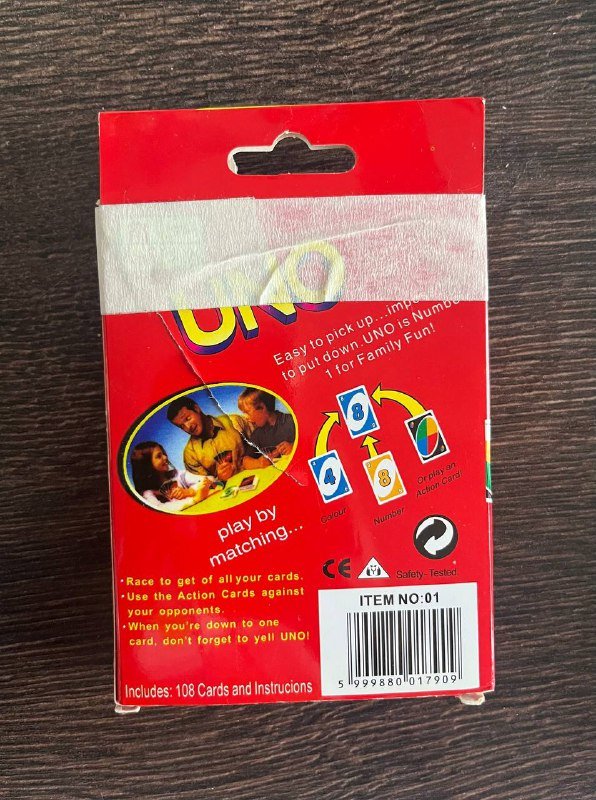 UNO
Easy to pick up...impo
to put down.UNO is Numbe
1 for Family Fun!
8
4
8
Colour
Number
Or play an
Action Card!
play by
matching...
CE
Safety-Tested.
· Race to get of all your cards.
· Use the Action Cards against
your opponents.
· When you're down to one
card, don't forget to yell UNO!
Includes: 108 Cards and Instrucions
ITEM NO:01
5 999880 017909